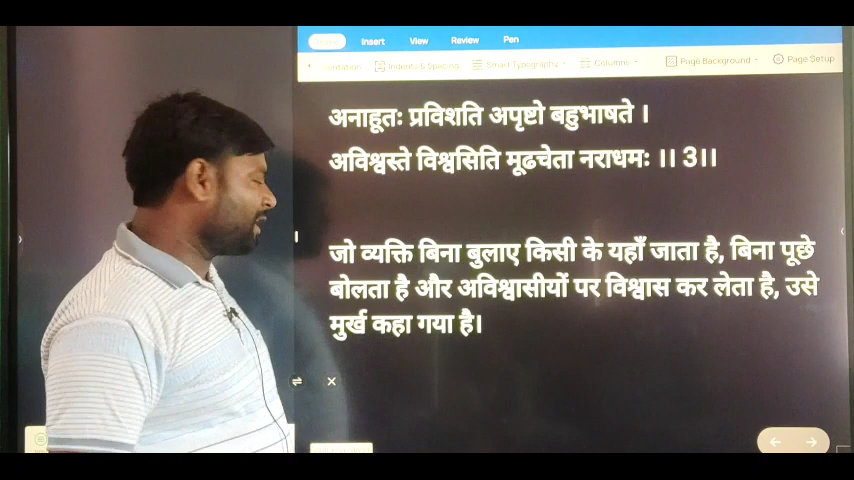 Insert View Review Pen
Indents & Spacing Smart Typography Columns Page Background Page Setup
अनाहूतः प्रविशति अपृष्टो बहुभाषते ।
अविश्वस्ते विश्वसिति मूढचेता नराधमः ।। 3।।
जो व्यक्ति बिना बुलाए किसी के यहाँ जाता है, बिना पूछे
बोलता है और अविश्वासीयों पर विश्वास कर लेता है, उसे
मुर्ख कहा गया है।